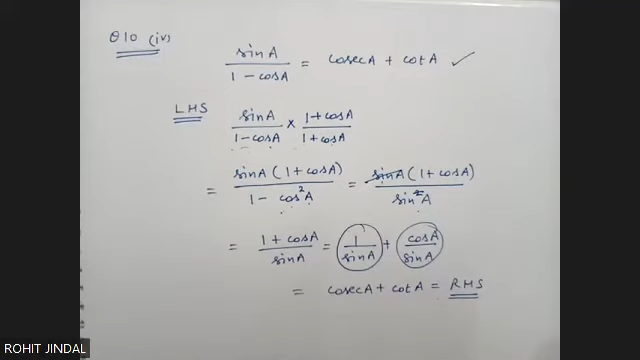 Q10 (iv)
sinA / (1 - cosA) = cosecA + cotA ✓
LHS
sinA / (1 - cosA) × (1 + cosA) / (1 + cosA)
= sinA (1 + cosA) / (1 - cos²A) = sinA (1 + cosA) / sin²A
= (1 + cosA) / sinA = 1 / sinA + cosA / sinA
= cosecA + cotA = RHS
ROHIT JINDAL